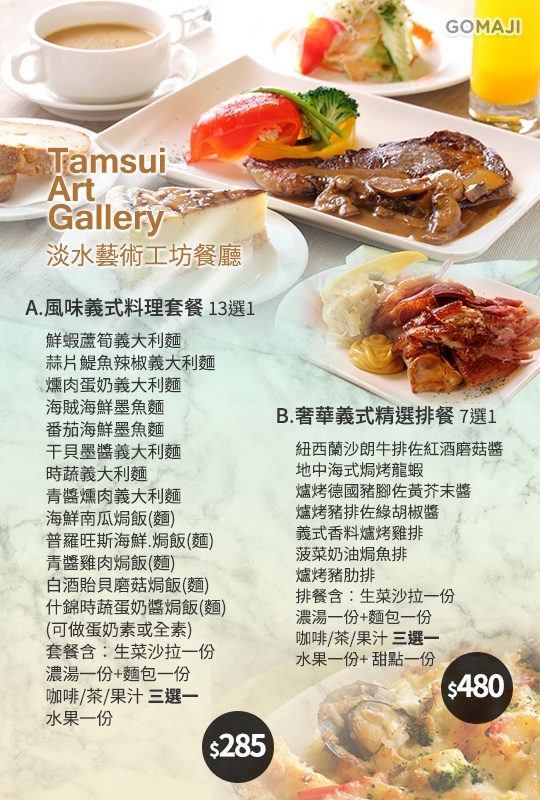 GOMAJI
Tamsui
Art
Gallery
淡水藝術工坊餐廳
A.風味義式料理套餐 13選1
鮮蝦蘆筍義大利麵
蒜片鯷魚辣椒義大利麵
燻肉蛋奶義大利麵
海賊海鮮墨魚麵
番茄海鮮墨魚麵
干貝墨醬義大利麵
時蔬義大利麵
青醬燻肉義大利麵
海鮮南瓜焗飯(麵)
普羅旺斯海鮮.焗飯(麵)
青醬雞肉焗飯(麵)
白酒貽貝磨菇焗飯(麵)
什錦時蔬蛋奶醬焗飯(麵)
(可做蛋奶素或全素)
套餐含：生菜沙拉一份
濃湯一份+麵包一份
咖啡/茶/果汁 三選一
水果一份
$285
B.奢華義式精選排餐 7選1
紐西蘭沙朗牛排佐紅酒磨菇醬
地中海式焗烤龍蝦
爐烤德國豬腳佐黃芥末醬
爐烤豬排佐綠胡椒醬
義式香料爐烤雞排
菠菜奶油焗魚排
爐烤豬肋排
排餐含：生菜沙拉一份
濃湯一份+麵包一份
咖啡/茶/果汁 三選一
水果一份+ 甜點一份
$480